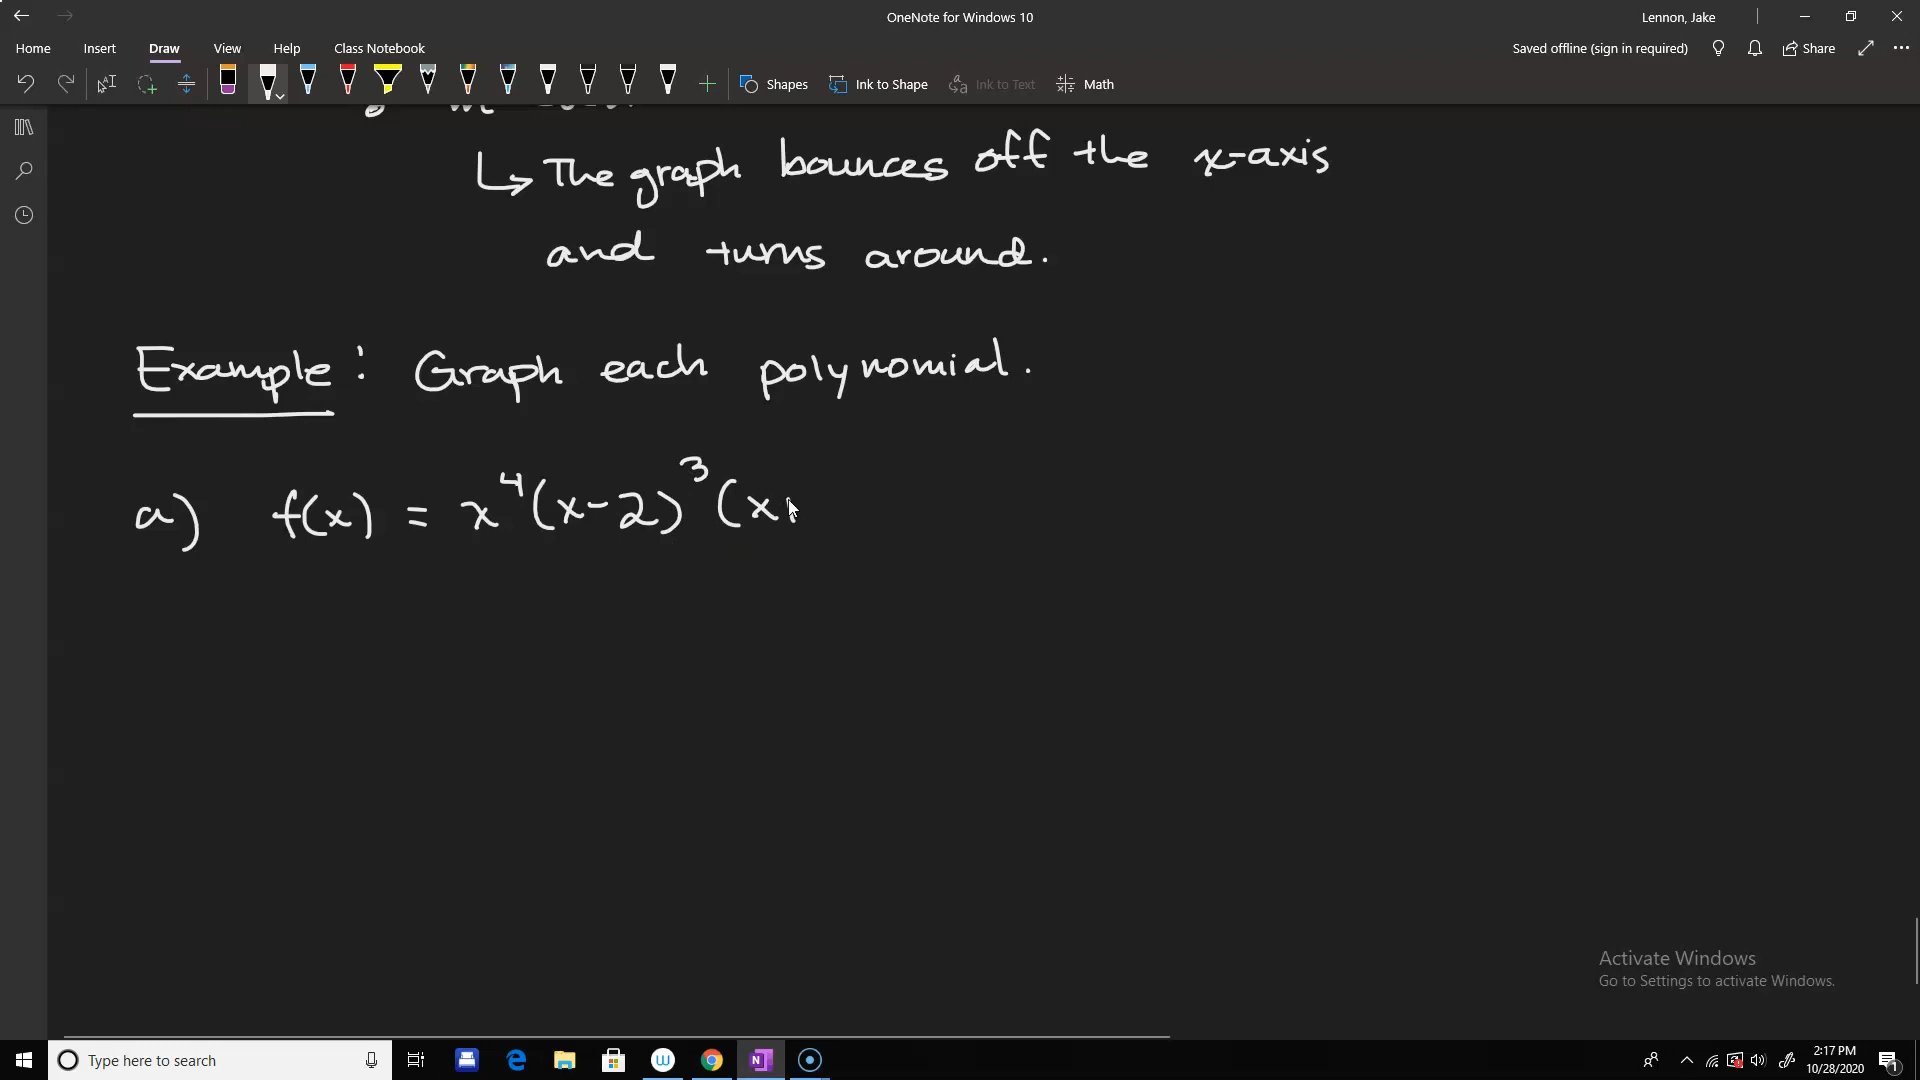 OneNote for Windows 10
Lennon, Jake
Home Insert Draw View Help Class Notebook
Saved offline (sign in required) Share
Shapes Ink to Shape Ink to Text Math
The graph bounces off the x-axis
and turns around.
Example: Graph each polynomial.
a) f(x) = x⁴(x-2)³(x
Activate Windows
Go to Settings to activate Windows.
Type here to search
2:17 PM
10/28/2020